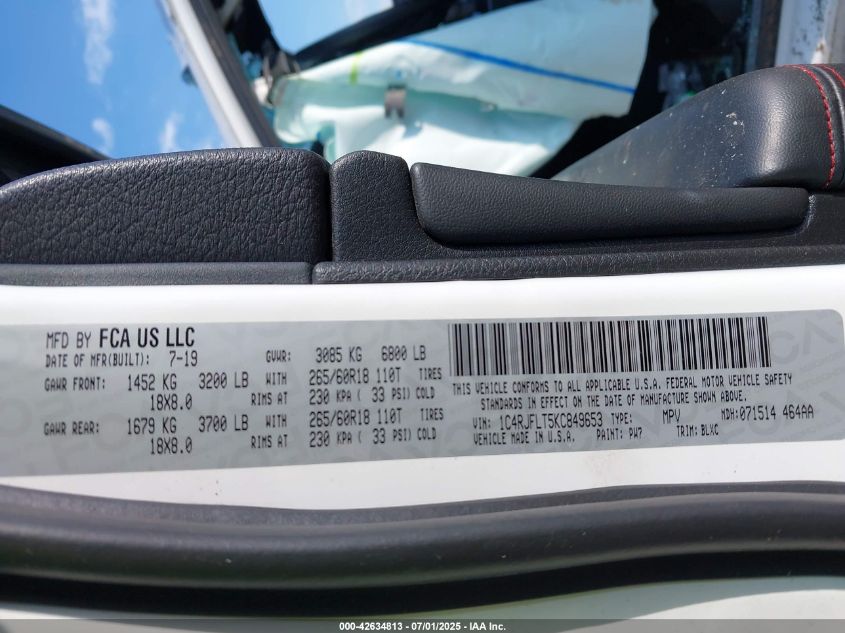 MFD BY FCA US LLC
DATE OF MFR(BUILT): 7-19 GVWR: 3085 KG 6800 LB
GAWR FRONT: 1452 KG 3200 LB WITH 265/60R18 110T TIRES
18X8.0 RIMS AT 230 KPA ( 33 PSI) COLD
GAWR REAR: 1679 KG 3700 LB WITH 265/60R18 110T TIRES
18X8.0 RIMS AT 230 KPA ( 33 PSI) COLD
THIS VEHICLE CONFORMS TO ALL APPLICABLE U.S.A. FEDERAL MOTOR VEHICLE SAFETY
STANDARDS IN EFFECT ON THE DATE OF MANUFACTURE SHOWN ABOVE.
VIN: 1C4RJFLT5KC849653 TYPE: MPV MDH:071514 464AA
VEHICLE MADE IN U.S.A. PAINT: PW7 TRIM: BLXC
000-42634813 - 07/01/2025 - IAA Inc.